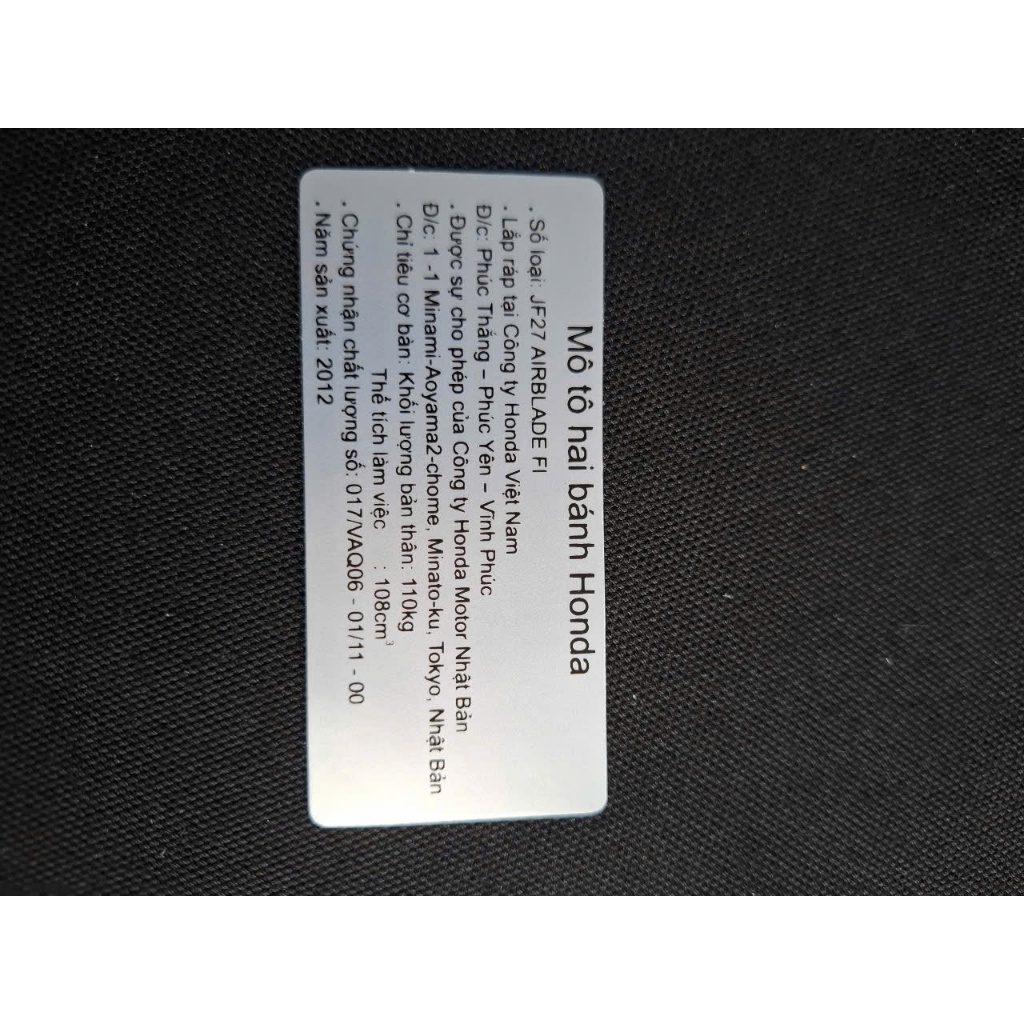 Mô tô hai bánh Honda
. Số loại: JF27 AIRBLADE FI
. Lắp ráp tại Công ty Honda Việt Nam
Đ/c: Phúc Thắng – Phúc Yên – Vĩnh Phúc
. Được sự cho phép của Công ty Honda Motor Nhật Bản
Đ/c: 1 -1 Minami-Aoyama2-chome, Minato-ku, Tokyo, Nhật Bản
. Chỉ tiêu cơ bản: Khối lượng bản thân: 110kg
Thể tích làm việc : 108cm³
. Chứng nhận chất lượng số: 017/VAQ06 - 01/11 - 00
. Năm sản xuất: 2012